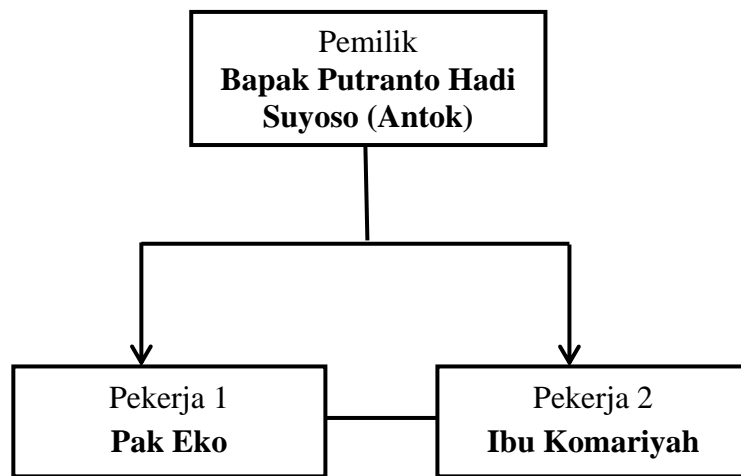 Pemilik
Bapak Putranto Hadi
Suyoso (Antok)
Pekerja 1
Pak Eko
Pekerja 2
Ibu Komariyah